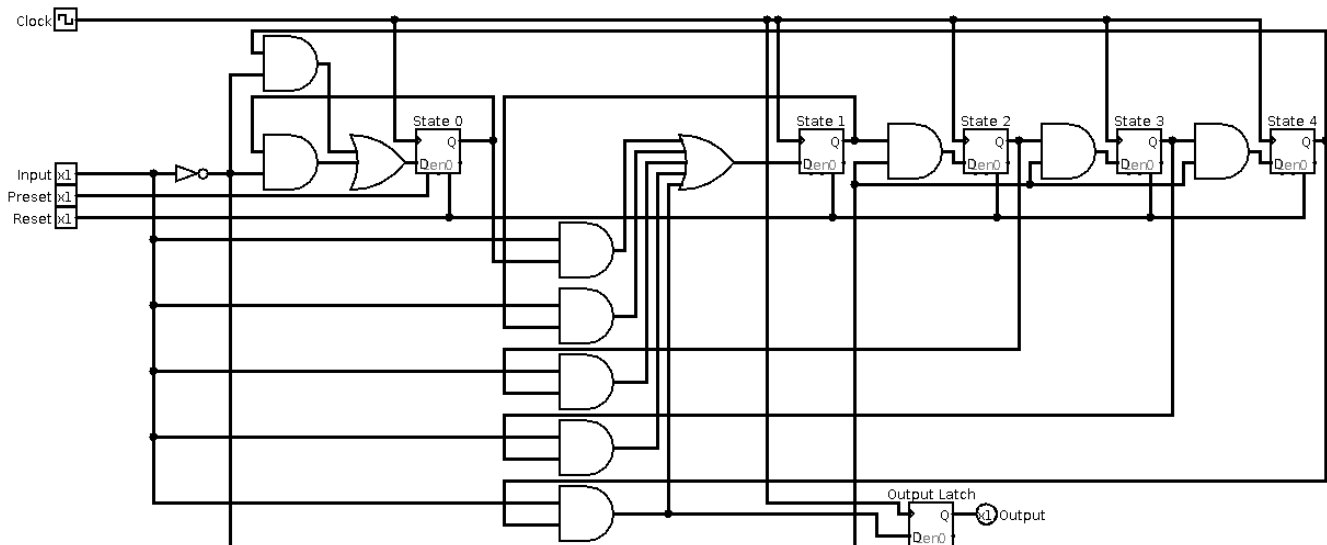 Clock
State 0
Q
D en0
State 1
Q
D en0
State 2
Q
D en0
State 3
Q
D en0
State 4
Q
D en0
Input x1
Preset x1
Reset x1
Output Latch
Q
D en0
x1 Output